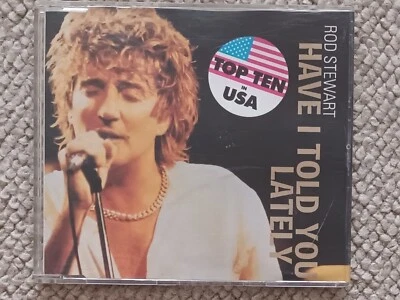 ROD STEWART
HAVE I TOLD YOU
LATELY
TOP TEN
IN
USA